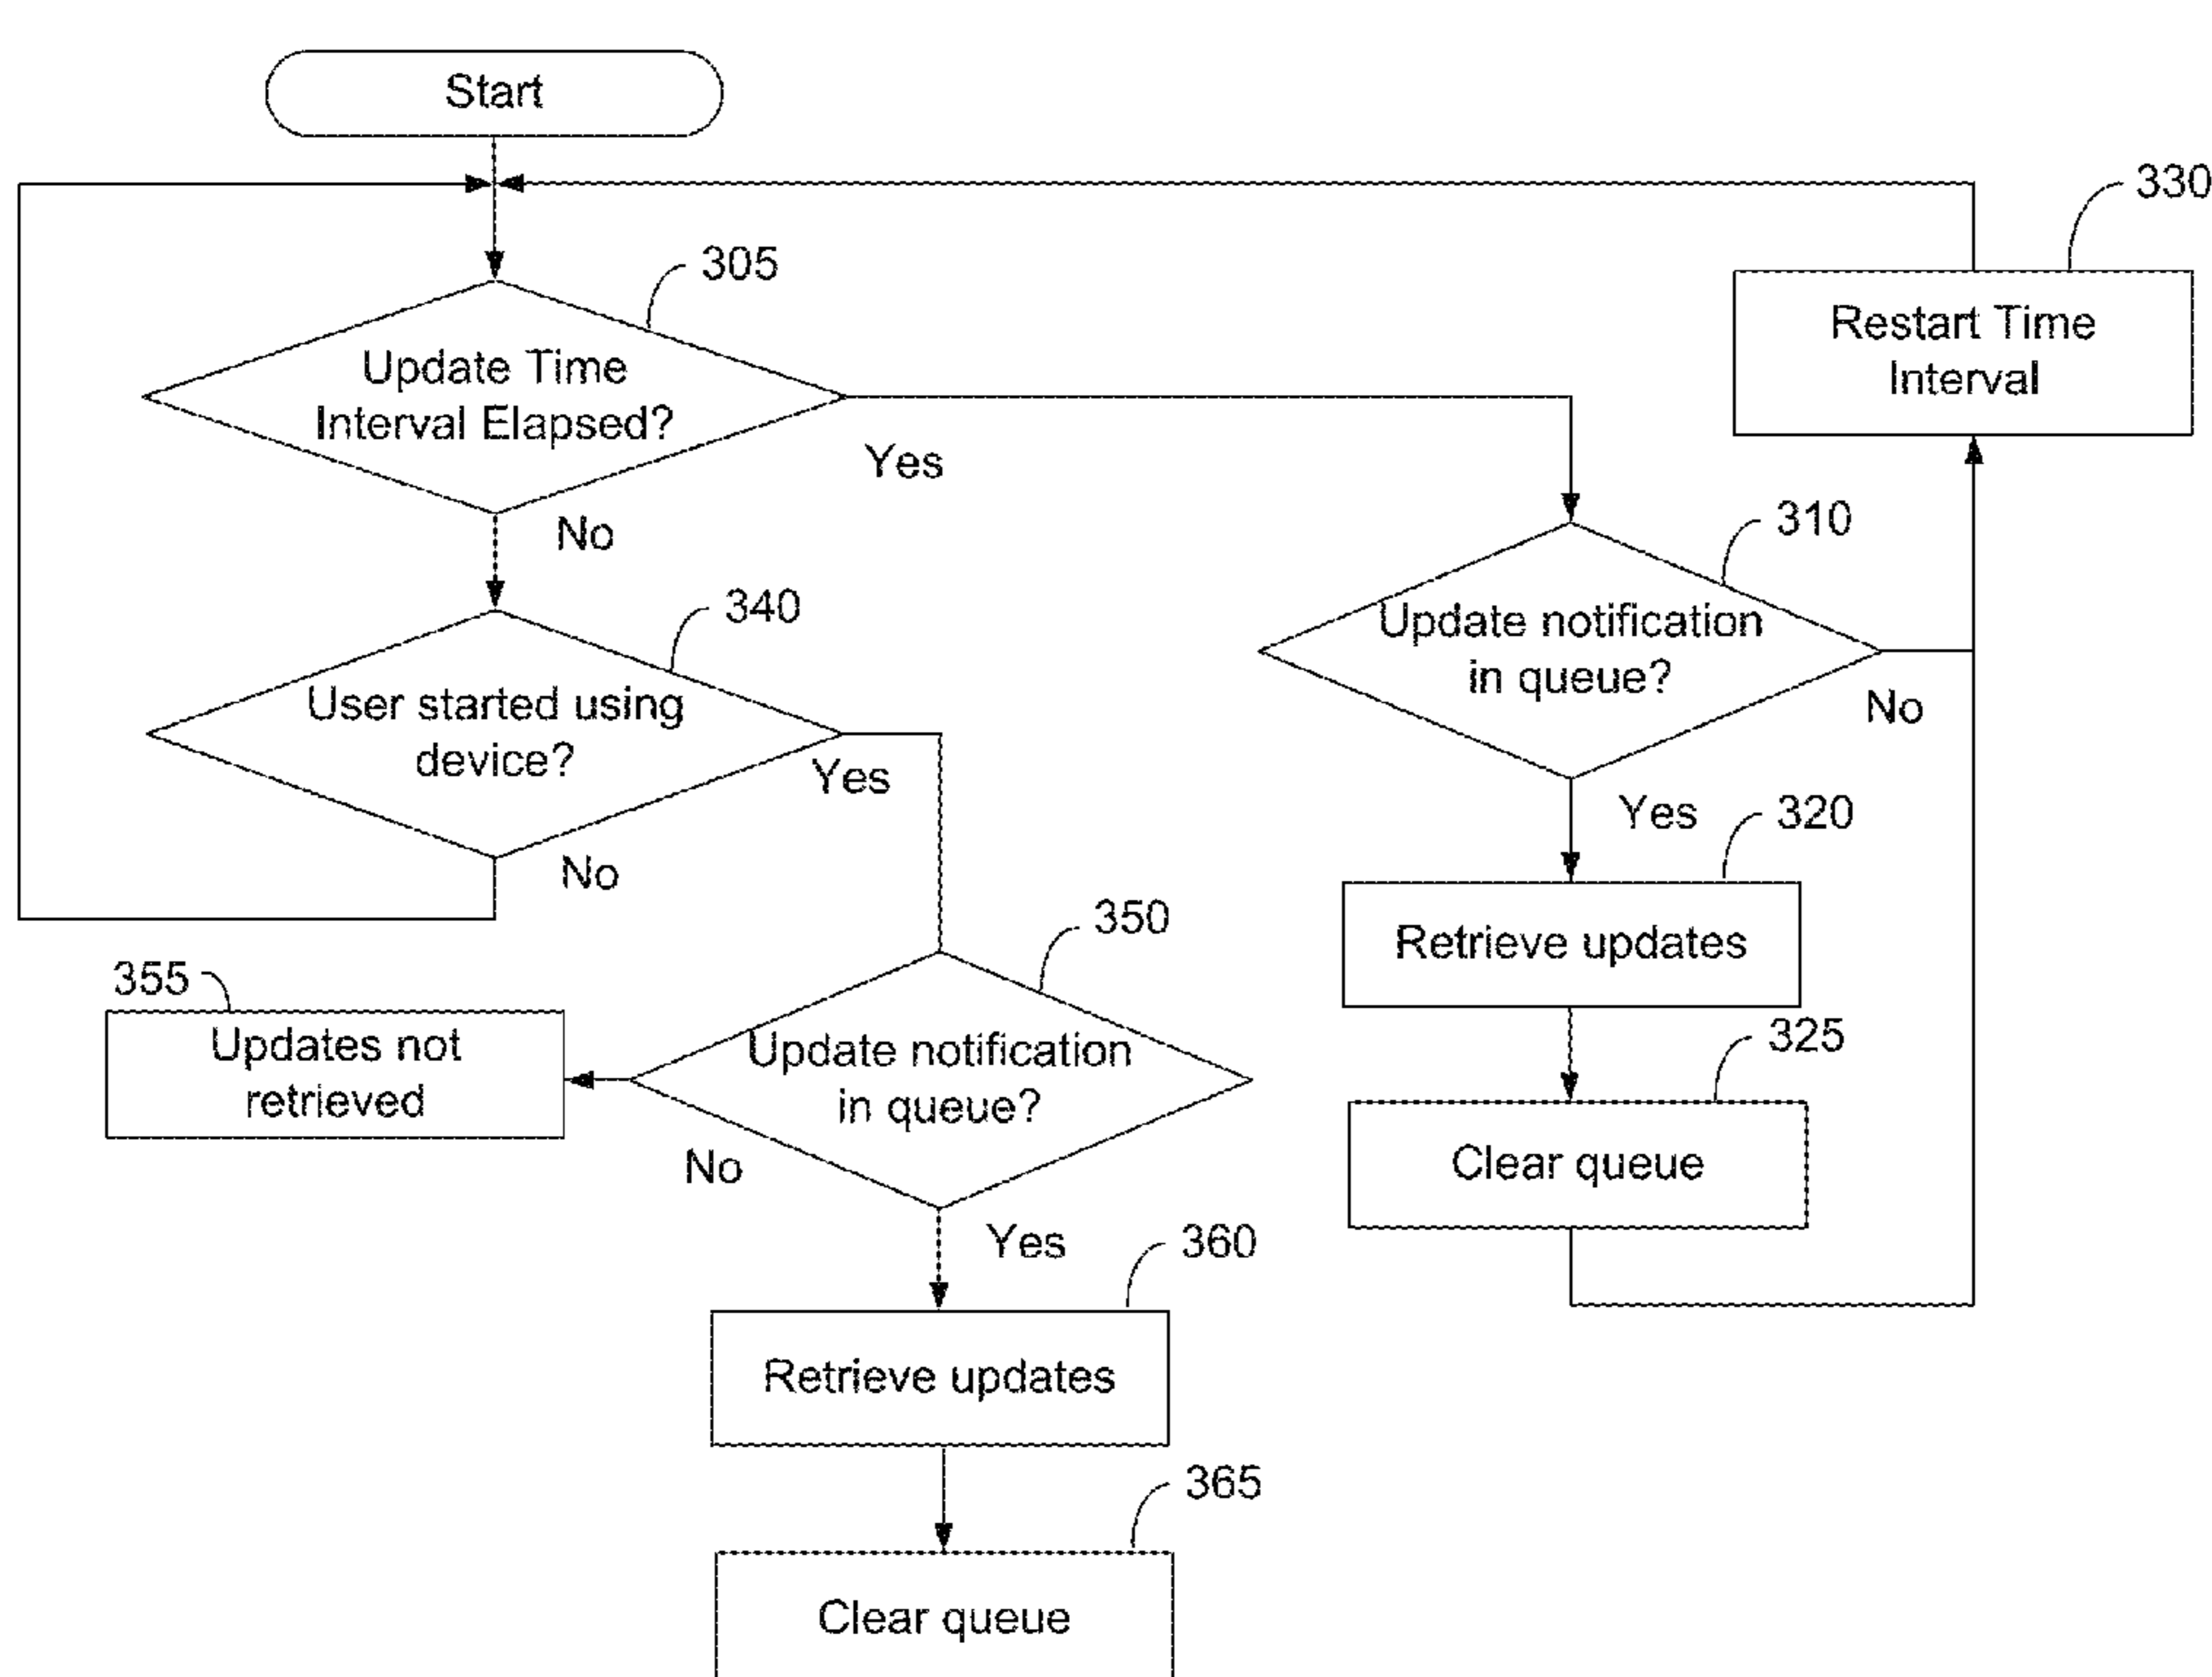 Start
330
305
Restart Time
Interval
Update Time
Interval Elapsed?
Yes
310
No
340
Update notification
in queue?
No
User started using
device?
Yes
Yes
320
No
350
Retrieve updates
355
Updates not
retrieved
325
Update notification
in queue?
Clear queue
No
Yes
360
Retrieve updates
365
Clear queue